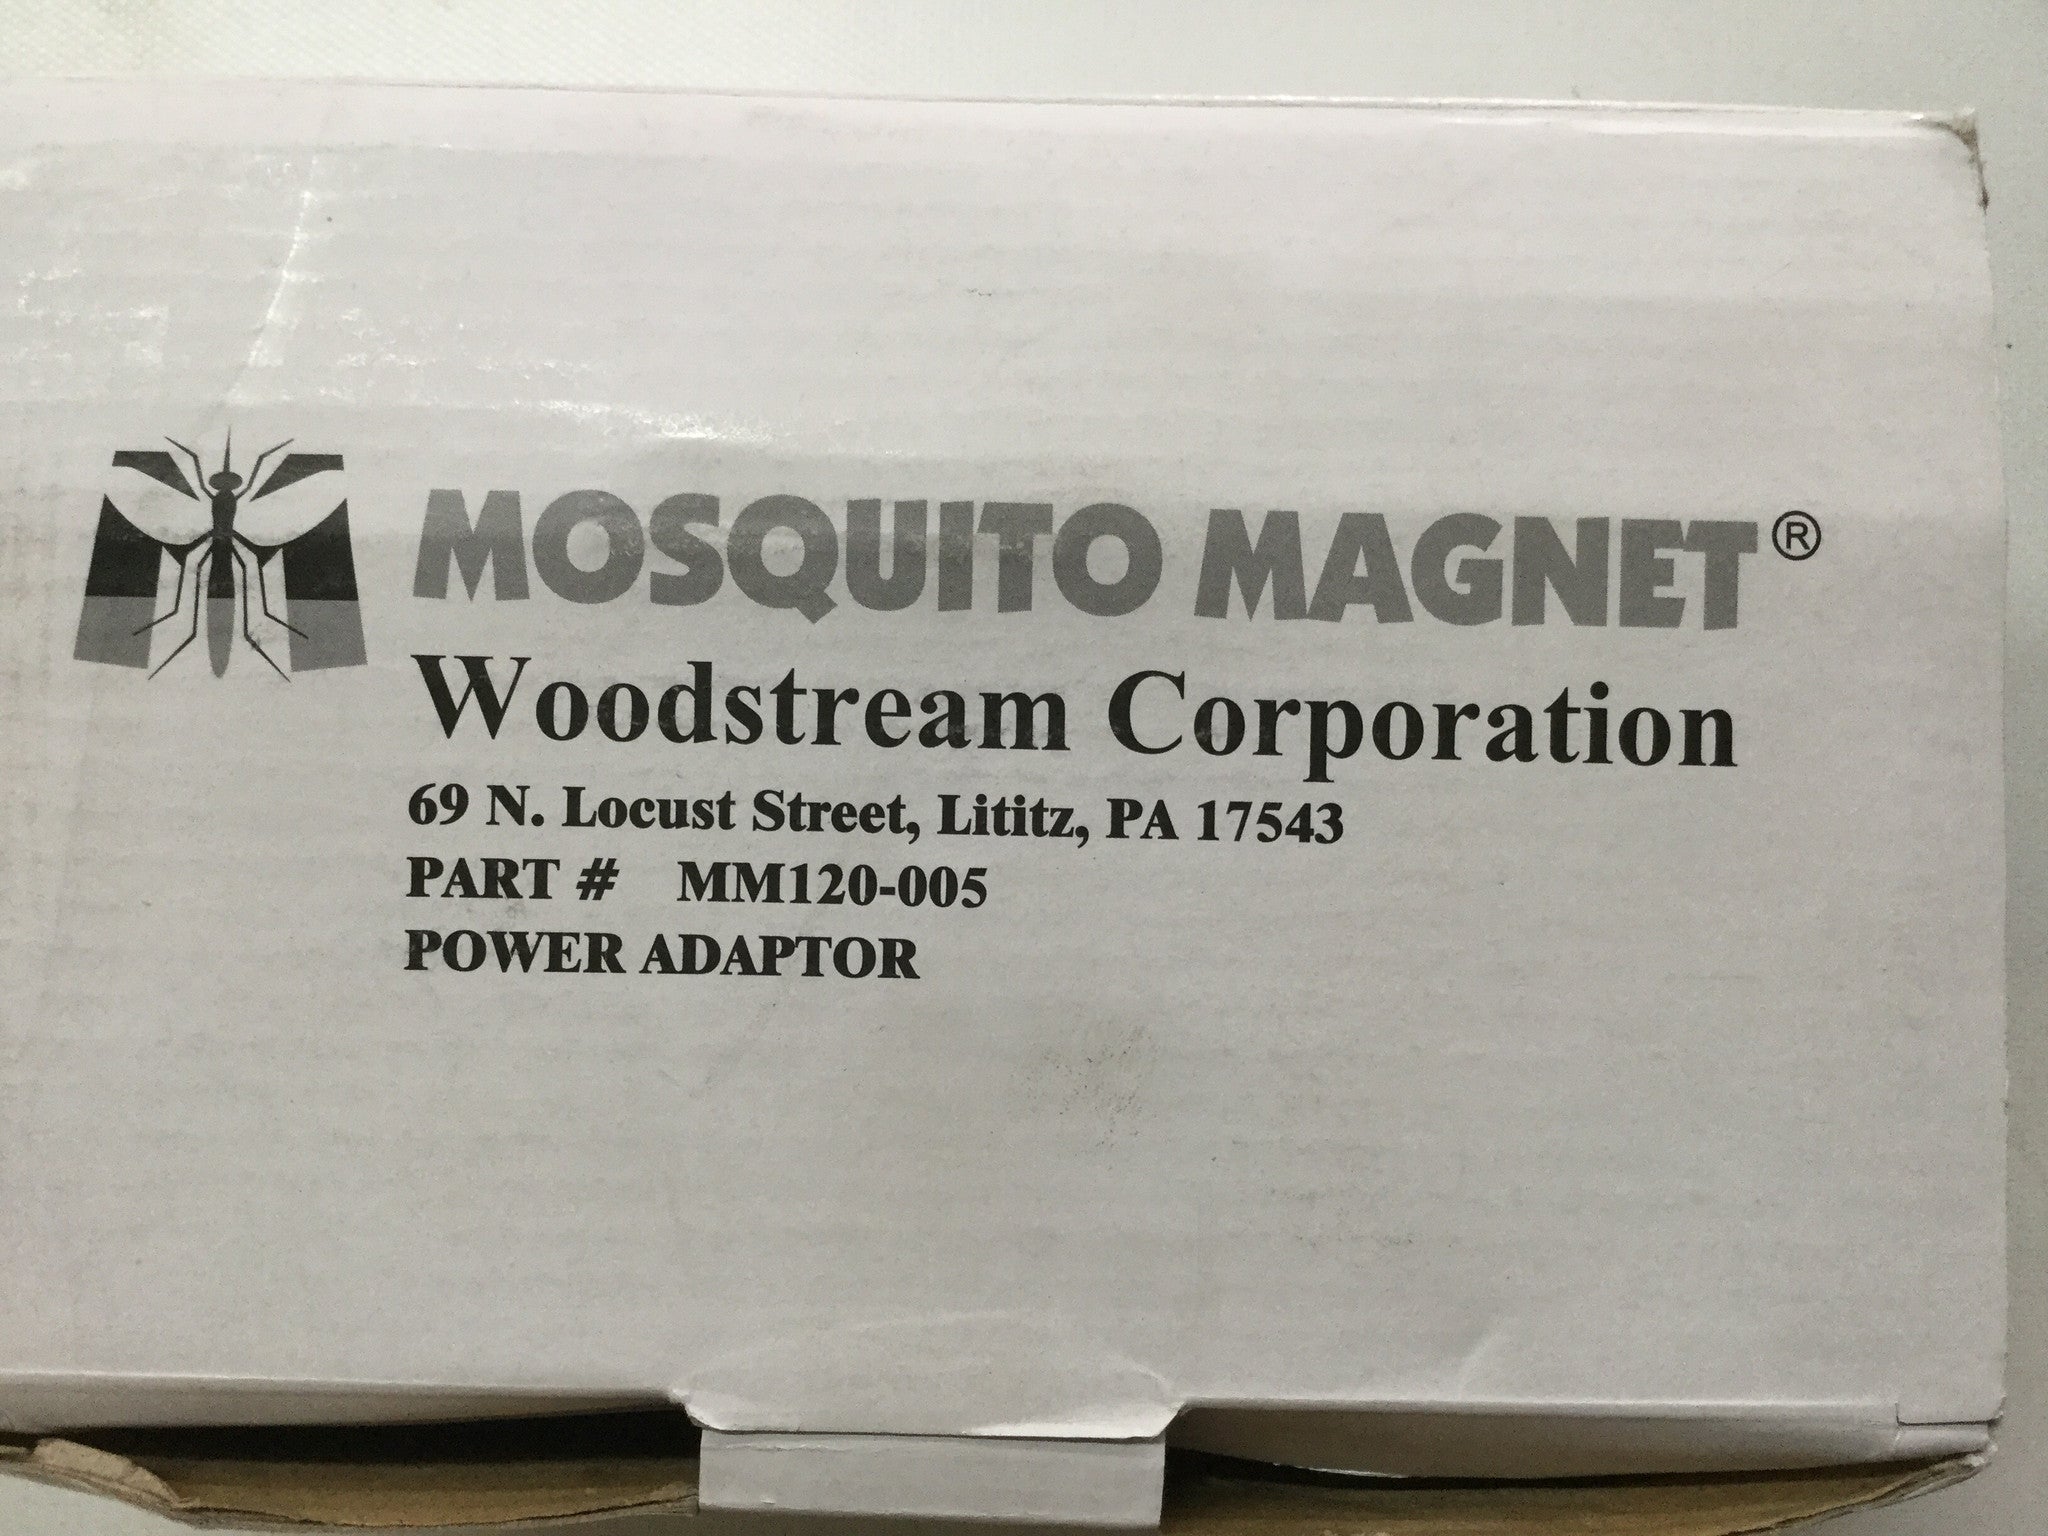 MOSQUITO MAGNET®
Woodstream Corporation
69 N. Locust Street, Lititz, PA 17543
PART # MM120-005
POWER ADAPTOR